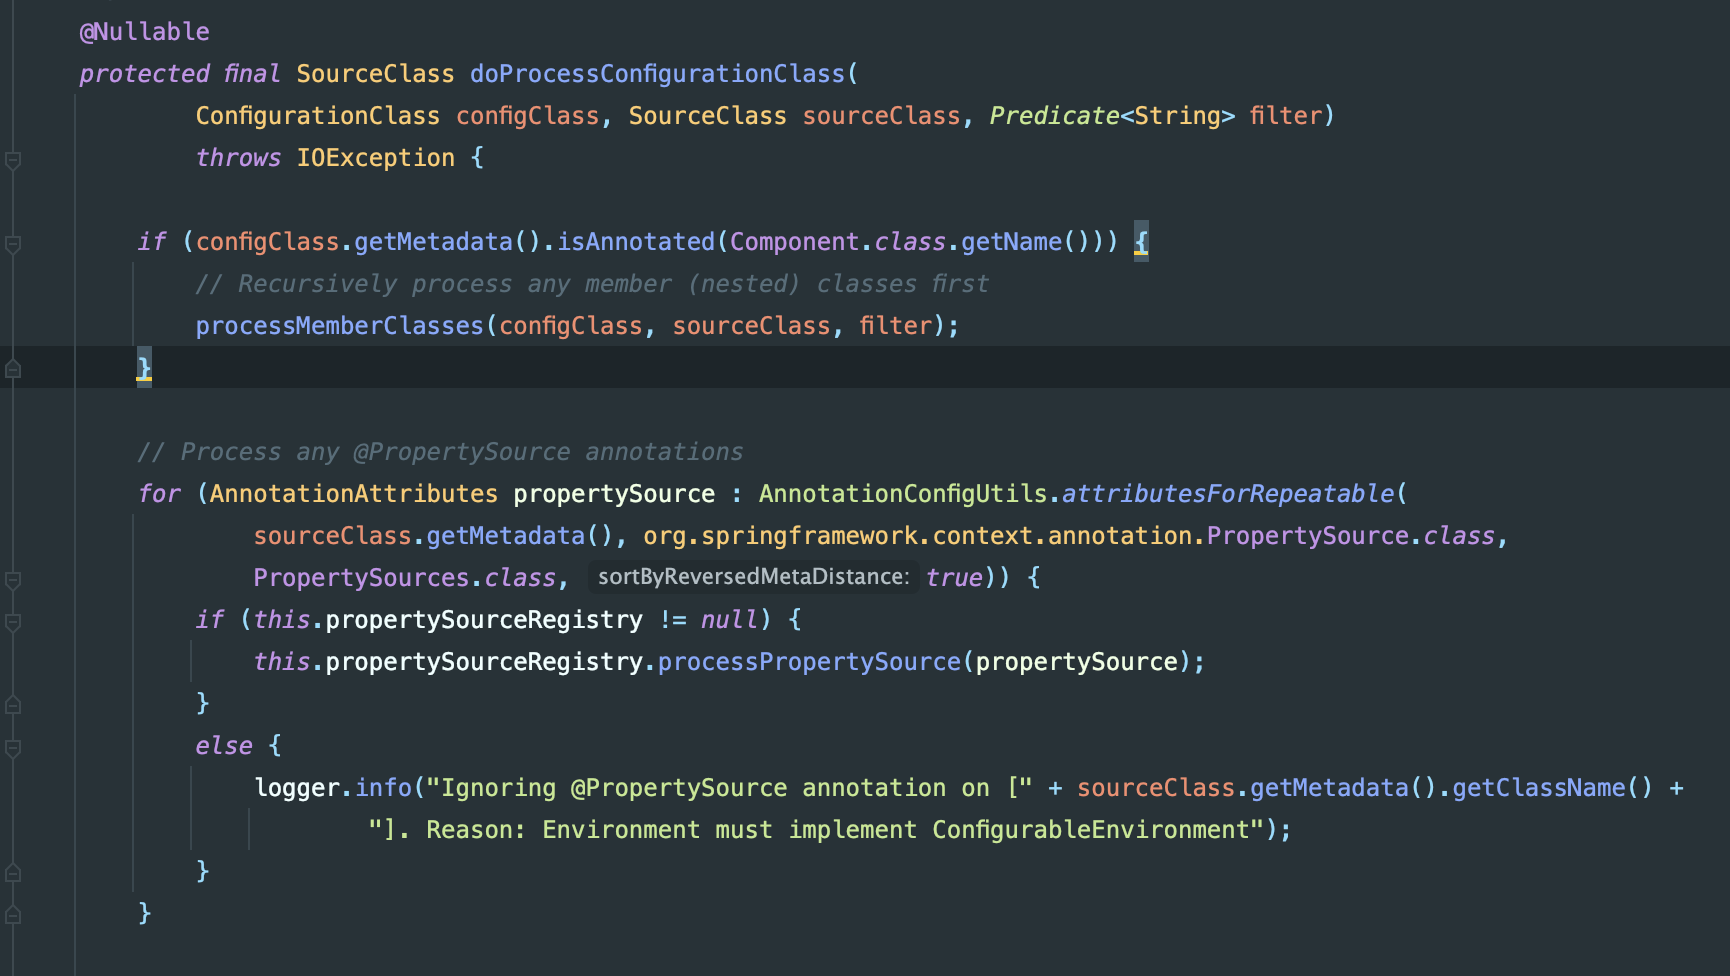 @Nullable
protected final SourceClass doProcessConfigurationClass(
ConfigurationClass configClass, SourceClass sourceClass, Predicate<String> filter)
throws IOException {
if (configClass.getMetadata().isAnnotated(Component.class.getName())) {
// Recursively process any member (nested) classes first
processMemberClasses(configClass, sourceClass, filter);
}
// Process any @PropertySource annotations
for (AnnotationAttributes propertySource : AnnotationConfigUtils.attributesForRepeatable(
sourceClass.getMetadata(), org.springframework.context.annotation.PropertySource.class,
PropertySources.class, sortByReversedMetaDistance: true)) {
if (this.propertySourceRegistry != null) {
this.propertySourceRegistry.processPropertySource(propertySource);
}
else {
logger.info("Ignoring @PropertySource annotation on [" + sourceClass.getMetadata().getClassName() +
"]. Reason: Environment must implement ConfigurableEnvironment");
}
}